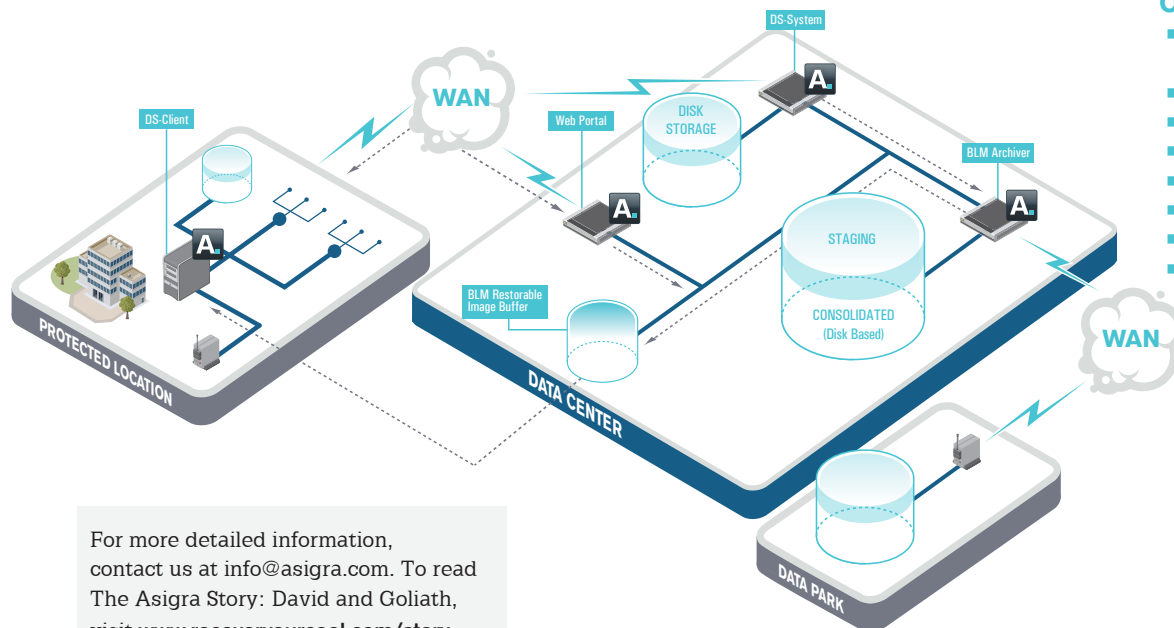 DS-System
WAN
DISK
STORAGE
DS-Client
Web Portal
A.
BLM Archiver
A.
A.
A.
STAGING
BLM Restorable
Image Buffer
CONSOLIDATED
(Disk Based)
WAN
PROTECTED LOCATION
DATA CENTER
DATA PARK
For more detailed information,
contact us at info@asigra.com. To read
The Asigra Story: David and Goliath,